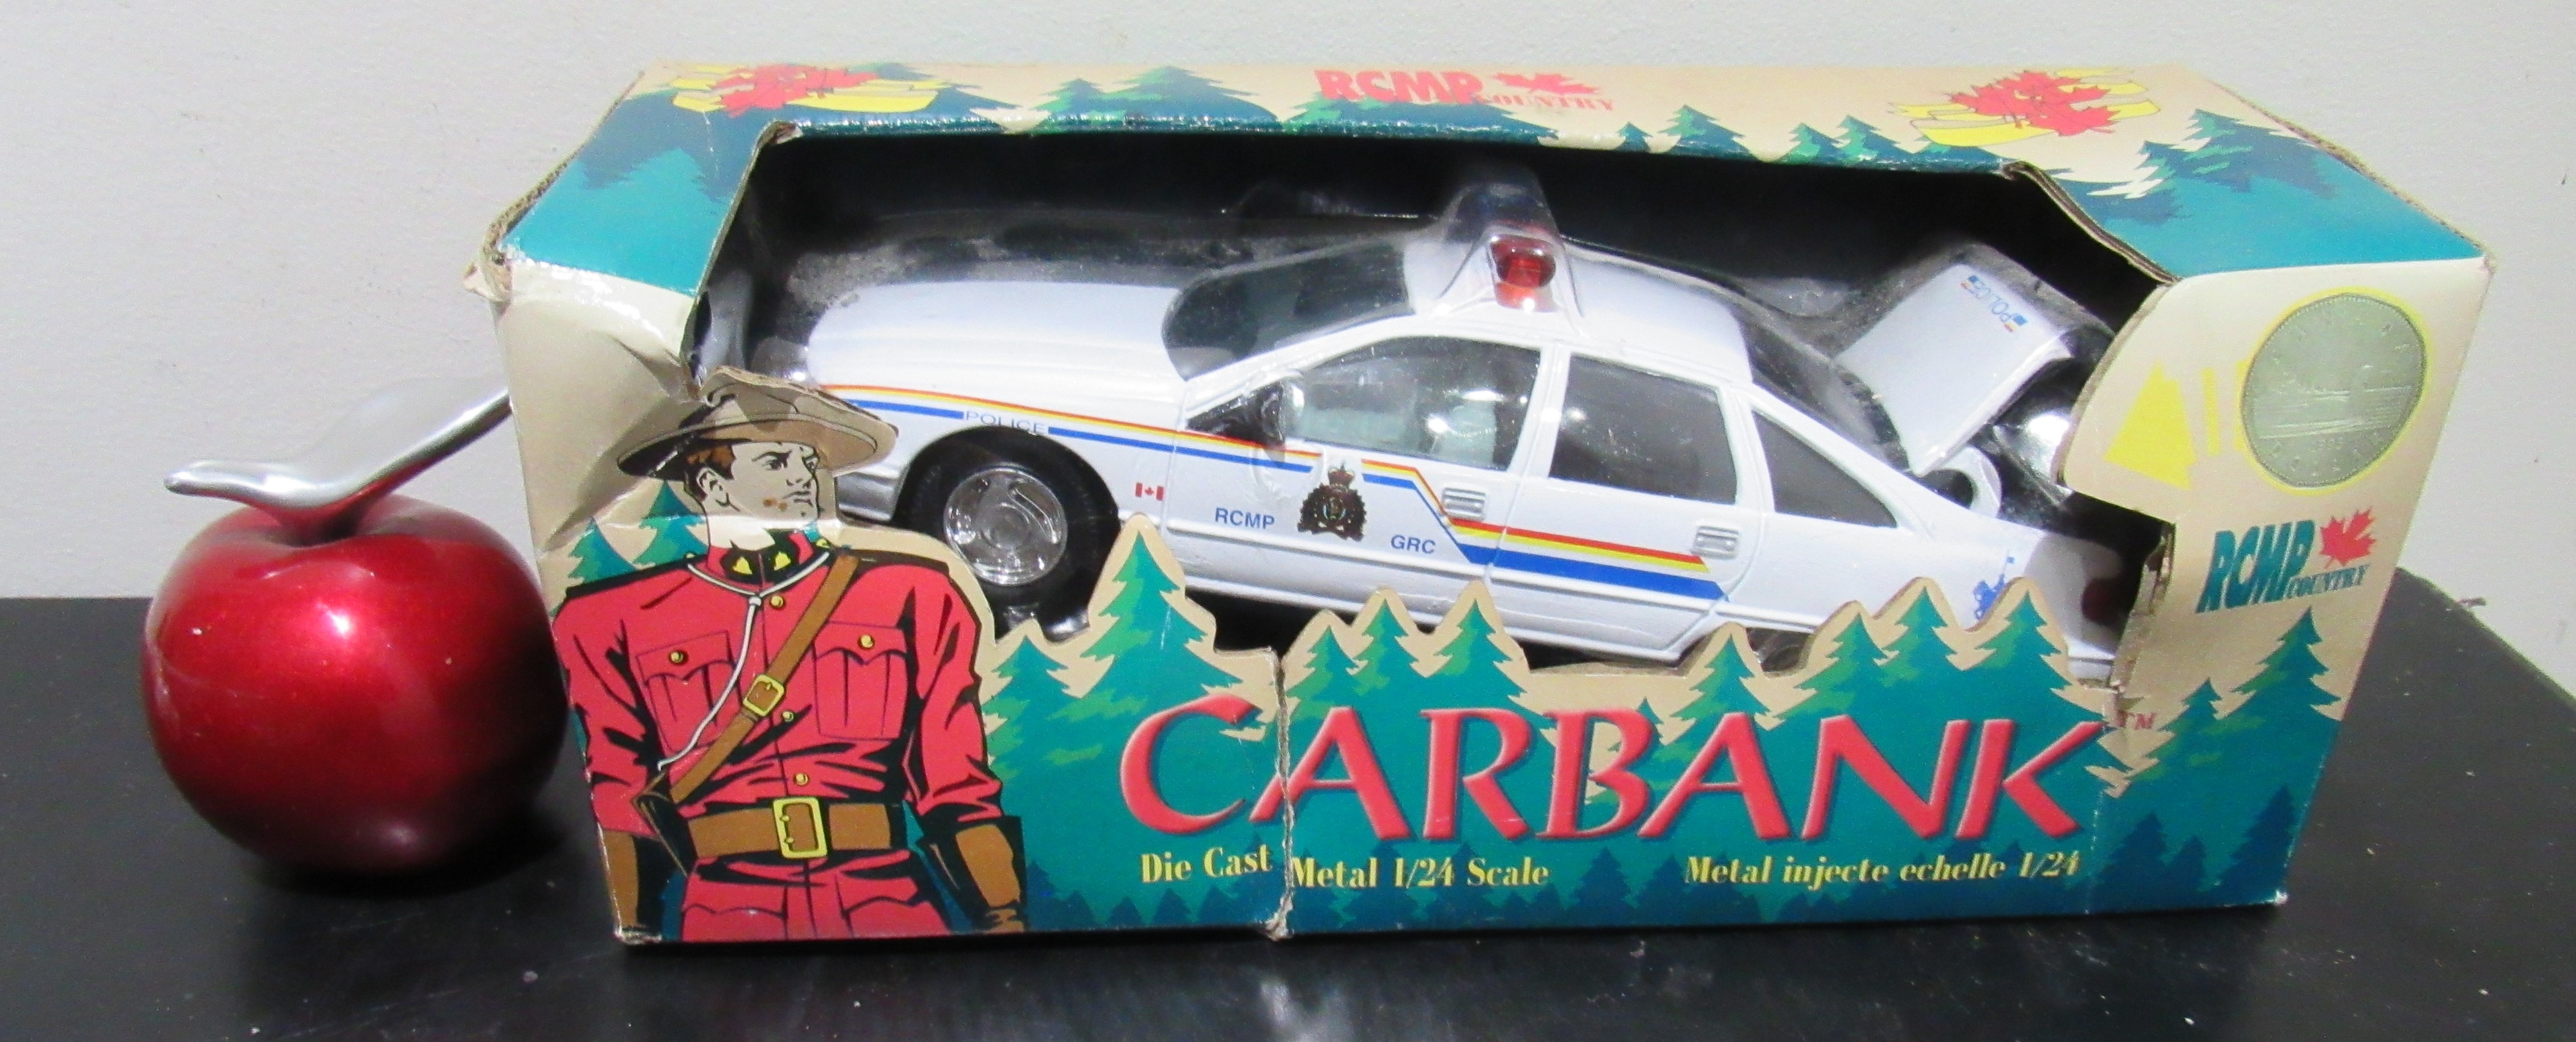 RCMP COUNTRY
POLICE
POLICE
RCMP
GRC
RCMP COUNTRY
CARBANK™
Die Cast Metal 1/24 Scale
Metal injecte echelle 1/24